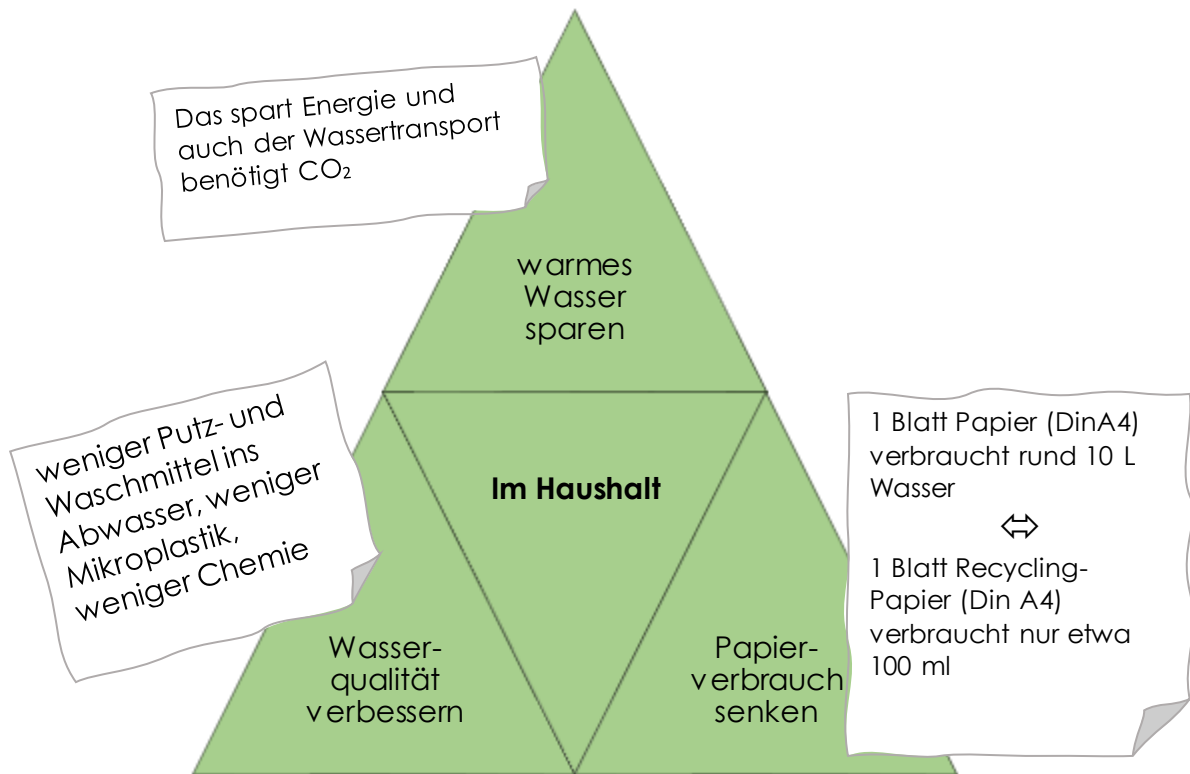 Das spart Energie und
auch der Wassertransport
benötigt CO₂
warmes
Wasser
sparen
weniger Putz- und
Waschmittel ins
Abwasser, weniger
Mikroplastik,
weniger Chemie
Im Haushalt
1 Blatt Papier (DinA4)
verbraucht rund 10 L
Wasser
⬄
1 Blatt Recycling-
Papier (Din A4)
verbraucht nur etwa
100 ml
Wasser-
qualität
verbessern
Papier-
verbrauch
senken